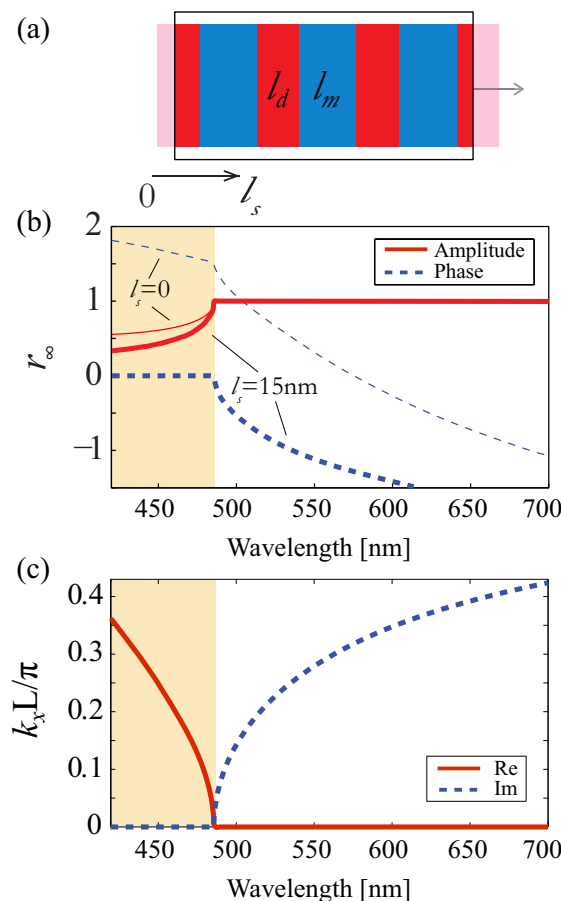 (a)
l_d l_m
0 l_s
(b)
2
1
0
−1
r_∞
Amplitude
Phase
l_s=0
l_s=15nm
450 500 550 600 650 700
Wavelength [nm]
(c)
0.4
0.3
0.2
0.1
0
k_xL/π
Re
Im
450 500 550 600 650 700
Wavelength [nm]